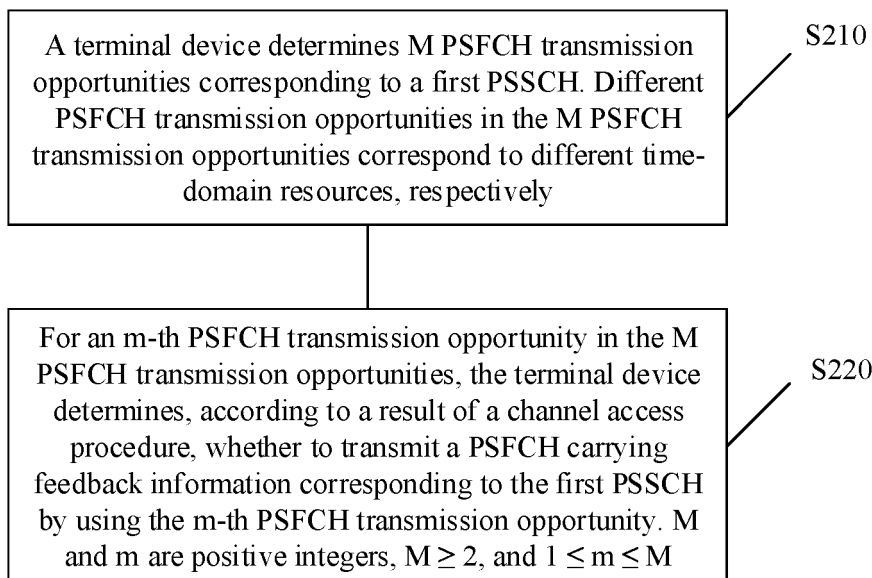 A terminal device determines M PSFCH transmission
opportunities corresponding to a first PSSCH. Different
PSFCH transmission opportunities in the M PSFCH
transmission opportunities correspond to different time-
domain resources, respectively
S210
For an m-th PSFCH transmission opportunity in the M
PSFCH transmission opportunities, the terminal device
determines, according to a result of a channel access
procedure, whether to transmit a PSFCH carrying
feedback information corresponding to the first PSSCH
by using the m-th PSFCH transmission opportunity. M
and m are positive integers, M ≥ 2, and 1 ≤ m ≤ M
S220